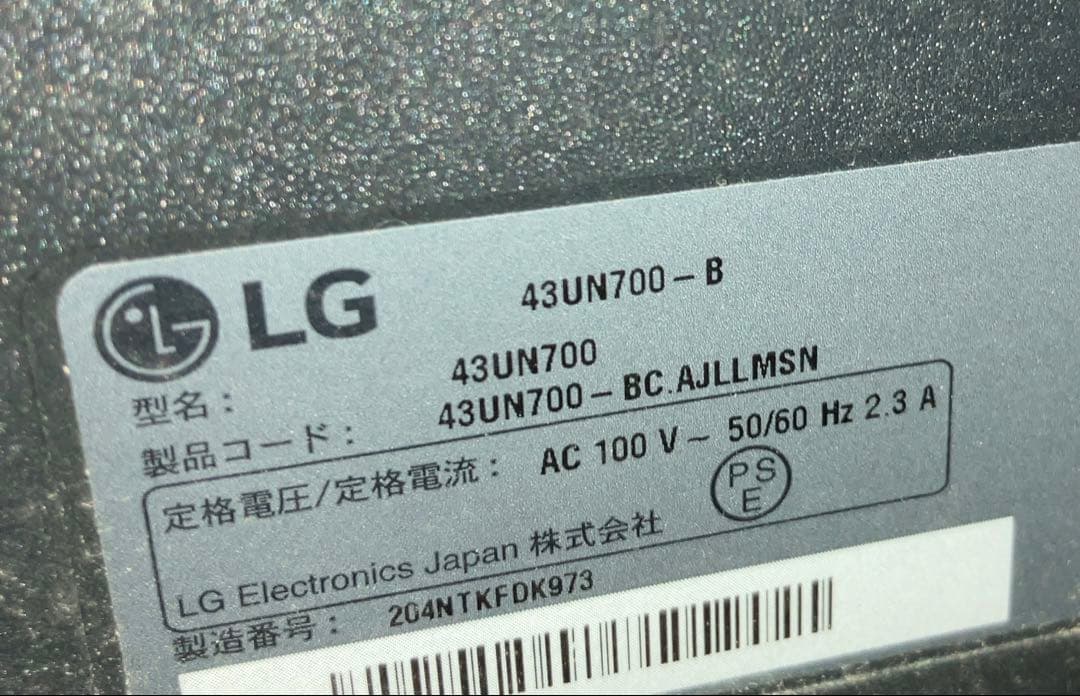 LG
43UN700-B
型名: 43UN700
製品コード: 43UN700-BC.AJLLMSN
定格電圧/定格電流: AC 100 V~ 50/60 Hz 2.3 A
PS
E
LG Electronics Japan 株式会社
製造番号: 204NTKFDK973